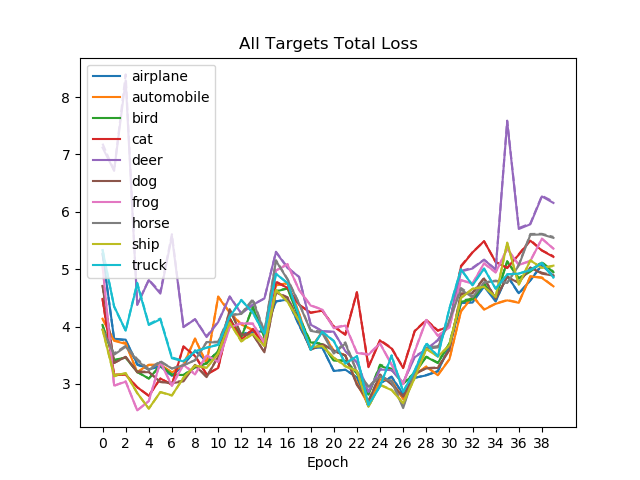 All Targets Total Loss
airplane
automobile
bird
cat
deer
dog
frog
horse
ship
truck
8
7
6
5
4
3
0 2 4 6 8 10 12 14 16 18 20 22 24 26 28 30 32 34 36 38
Epoch